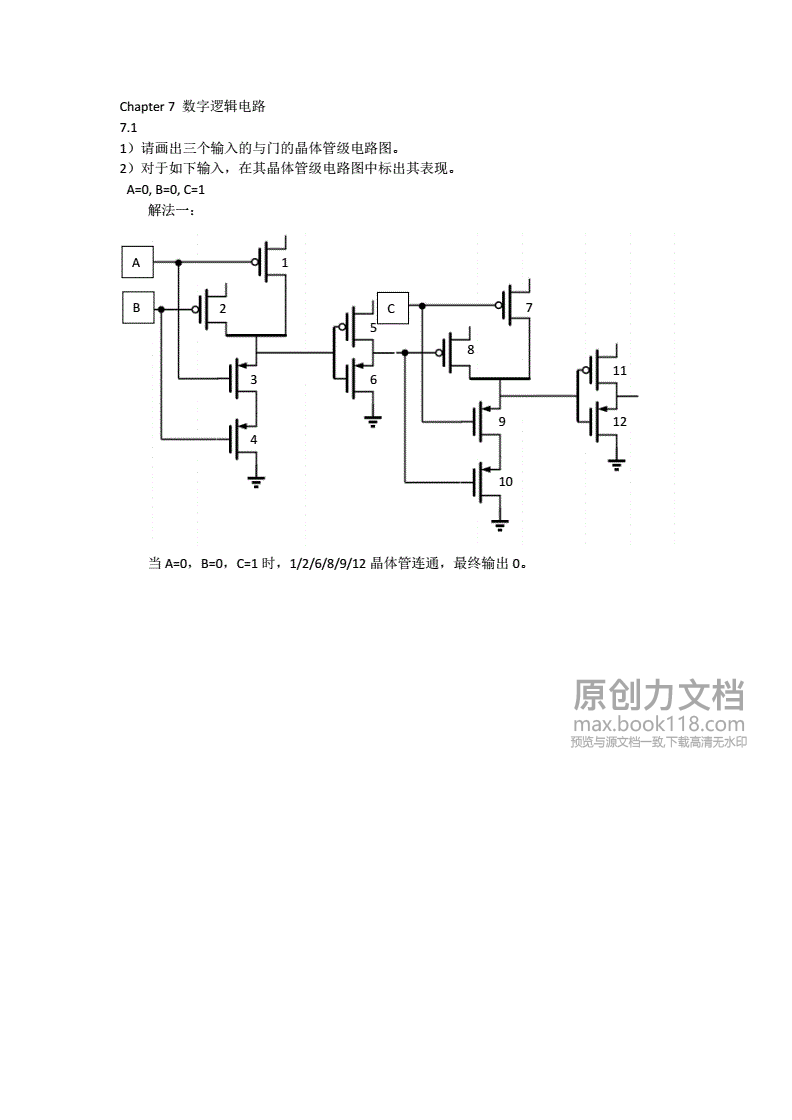 Chapter 7 数字逻辑电路
7.1
1）请画出三个输入的与门的晶体管级电路图。
2）对于如下输入，在其晶体管级电路图中标出其表现。
A=0, B=0, C=1
解法一：
A
1
B
2
C
7
5
8
3
6
11
4
9
12
10
当 A=0，B=0，C=1 时，1/2/6/8/9/12 晶体管连通，最终输出 0。
原创力文档
max.book118.com
预览与源文档一致,下载高清无水印